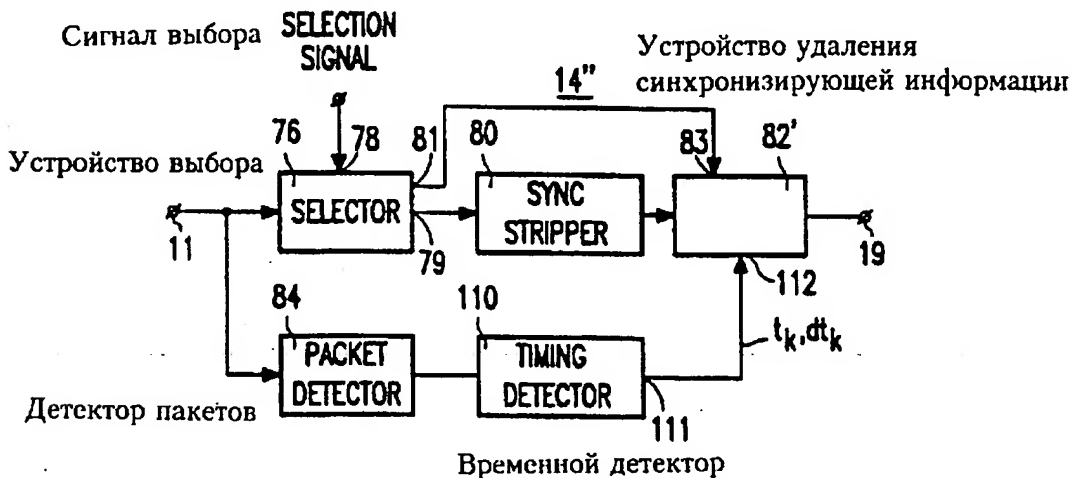 Сигнал выбора
SELECTION
SIGNAL
Устройство удаления
синхронизирующей информации
14"
Устройство выбора
76
78
81
80
83
82'
SELECTOR
SYNC
STRIPPER
11
79
19
112
84
110
t_k,dt_k
PACKET
DETECTOR
TIMING
DETECTOR
111
Детектор пакетов
Временной детектор